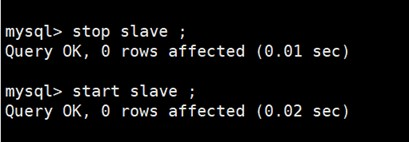 mysql> stop slave ;
Query OK, 0 rows affected (0.01 sec)
mysql> start slave ;
Query OK, 0 rows affected (0.02 sec)